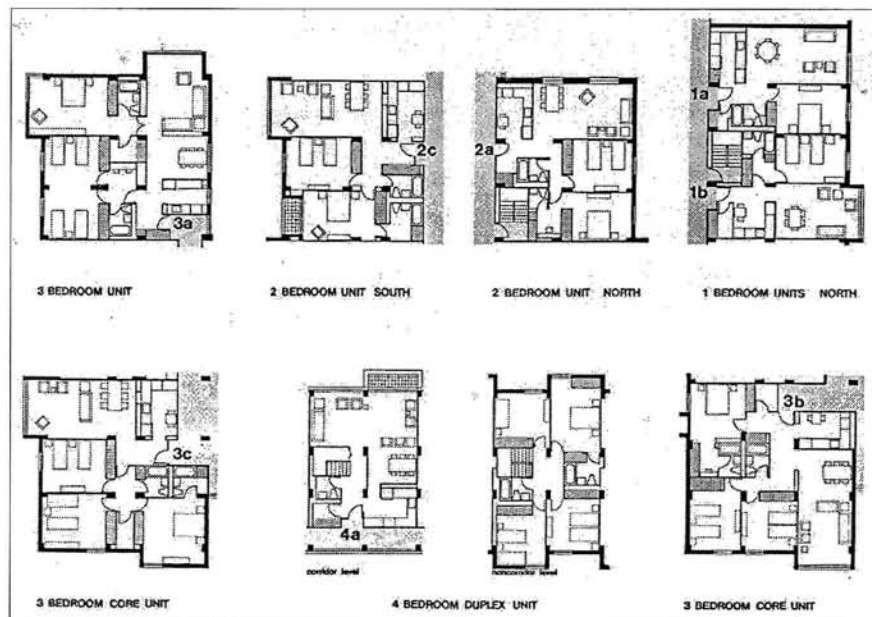 3a
2c
2a
1a
1b
3 BEDROOM UNIT
2 BEDROOM UNIT SOUTH
2 BEDROOM UNIT NORTH
1 BEDROOM UNITS NORTH
3c
4a
3b
corridor level
noncorridor level
3 BEDROOM CORE UNIT
4 BEDROOM DUPLEX UNIT
3 BEDROOM CORE UNIT